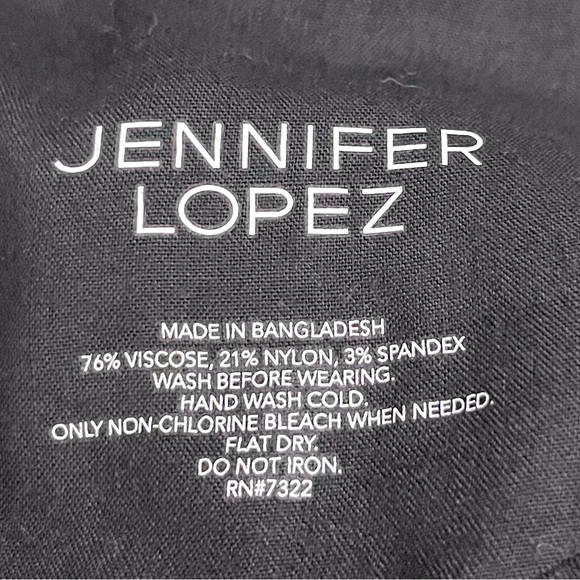 JENNIFER
LOPEZ
MADE IN BANGLADESH
76% VISCOSE, 21% NYLON, 3% SPANDEX
WASH BEFORE WEARING.
HAND WASH COLD.
ONLY NON-CHLORINE BLEACH WHEN NEEDED.
FLAT DRY.
DO NOT IRON.
RN#7322